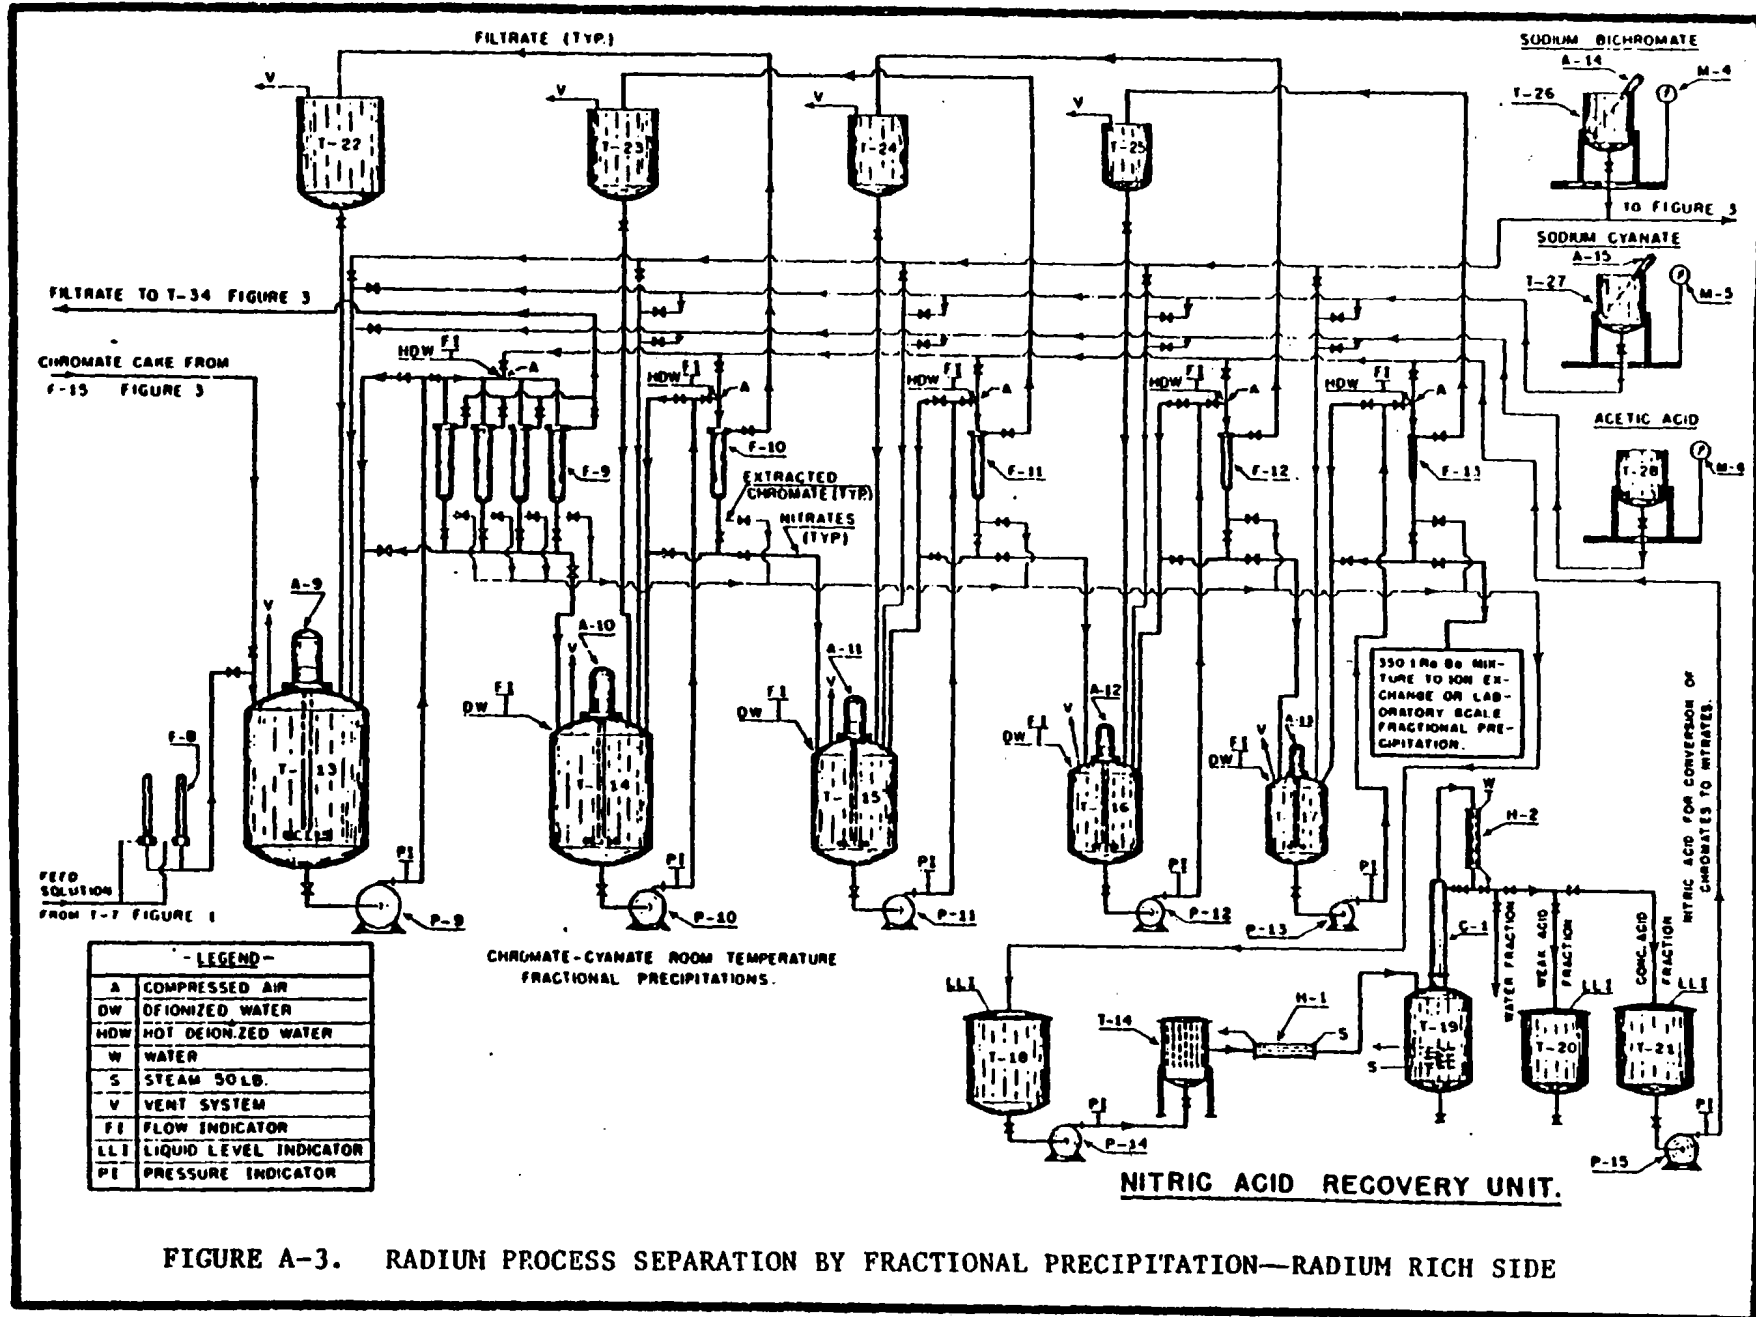 FILTRATE (TYP.)
SODIUM BICHROMATE
A-14
M-4
T-26
V
V
V
V
T-22
T-23
T-24
T-25
TO FIGURE 3
SODIUM CYANATE
A-15
T-27
M-5
FILTRATE TO T-34 FIGURE 3
CHROMATE CAKE FROM
F-15 FIGURE 3
HDW
FI
A
HDW
FI
A
HDW
FI
A
HDW
FI
A
HDW
FI
A
F-9
F-10
F-11
F-12
F-13
ACETIC ACID
T-28
M-6
EXTRACTED
CHROMATE (TYP.)
NITRATES
(TYP)
A-9
V
A-10
V
A-11
V
A-12
V
A-13
V
FI
DW
FI
DW
FI
DW
FI
DW
350 1 Ra Ba MIX-
TURE TO ION EX-
CHANGE OR LAB-
ORATORY SCALE
FRACTIONAL PRE-
CIPITATION.
NITRIC ACID FOR CONVERSION OF
CHROMATES TO NITRATES.
F-8
T-13
T-14
T-15
T-16
W
H-2
FEED
SOLUTION
FROM T-7 FIGURE 1
PI
P-9
PI
P-10
PI
P-11
PI
P-12
PI
P-13
C-1
WATER FRACTION
WEAK ACID
FRACTION
CONC. ACID
FRACTION
CHROMATE-CYANATE ROOM TEMPERATURE
FRACTIONAL PRECIPITATIONS.
- LEGEND -
A COMPRESSED AIR
DW DEIONIZED WATER
HDW HOT DEIONIZED WATER
W WATER
S STEAM 50 LB.
V VENT SYSTEM
FI FLOW INDICATOR
LLI LIQUID LEVEL INDICATOR
PI PRESSURE INDICATOR
LLI
T-18
T-14
H-1
S
T-19
S
LLI
T-20
LLI
T-21
PI
P-14
PI
P-15
NITRIC ACID RECOVERY UNIT.
FIGURE A-3. RADIUM PROCESS SEPARATION BY FRACTIONAL PRECIPITATION—RADIUM RICH SIDE